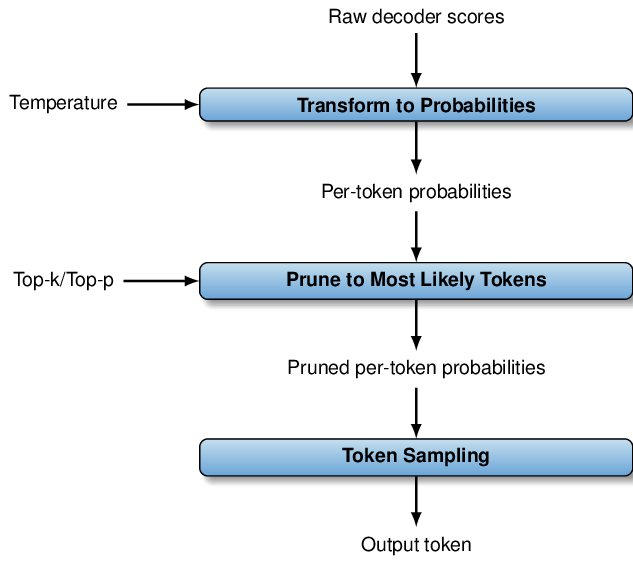 Raw decoder scores
Temperature
Transform to Probabilities
Per-token probabilities
Top-k/Top-p
Prune to Most Likely Tokens
Pruned per-token probabilities
Token Sampling
Output token